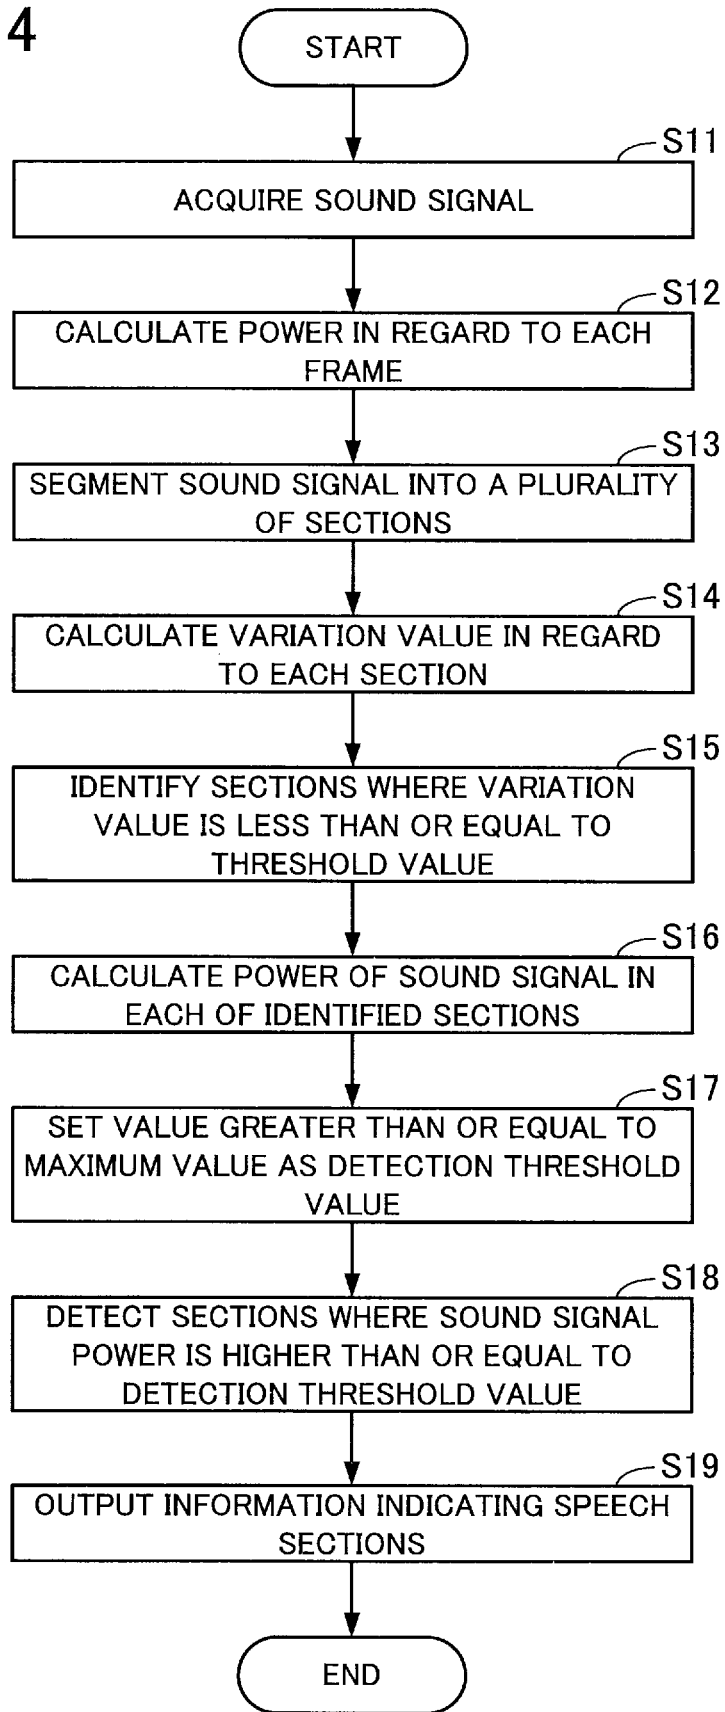 4
START
S11
ACQUIRE SOUND SIGNAL
S12
CALCULATE POWER IN REGARD TO EACH
FRAME
S13
SEGMENT SOUND SIGNAL INTO A PLURALITY
OF SECTIONS
S14
CALCULATE VARIATION VALUE IN REGARD
TO EACH SECTION
S15
IDENTIFY SECTIONS WHERE VARIATION
VALUE IS LESS THAN OR EQUAL TO
THRESHOLD VALUE
S16
CALCULATE POWER OF SOUND SIGNAL IN
EACH OF IDENTIFIED SECTIONS
S17
SET VALUE GREATER THAN OR EQUAL TO
MAXIMUM VALUE AS DETECTION THRESHOLD
VALUE
S18
DETECT SECTIONS WHERE SOUND SIGNAL
POWER IS HIGHER THAN OR EQUAL TO
DETECTION THRESHOLD VALUE
S19
OUTPUT INFORMATION INDICATING SPEECH
SECTIONS
END